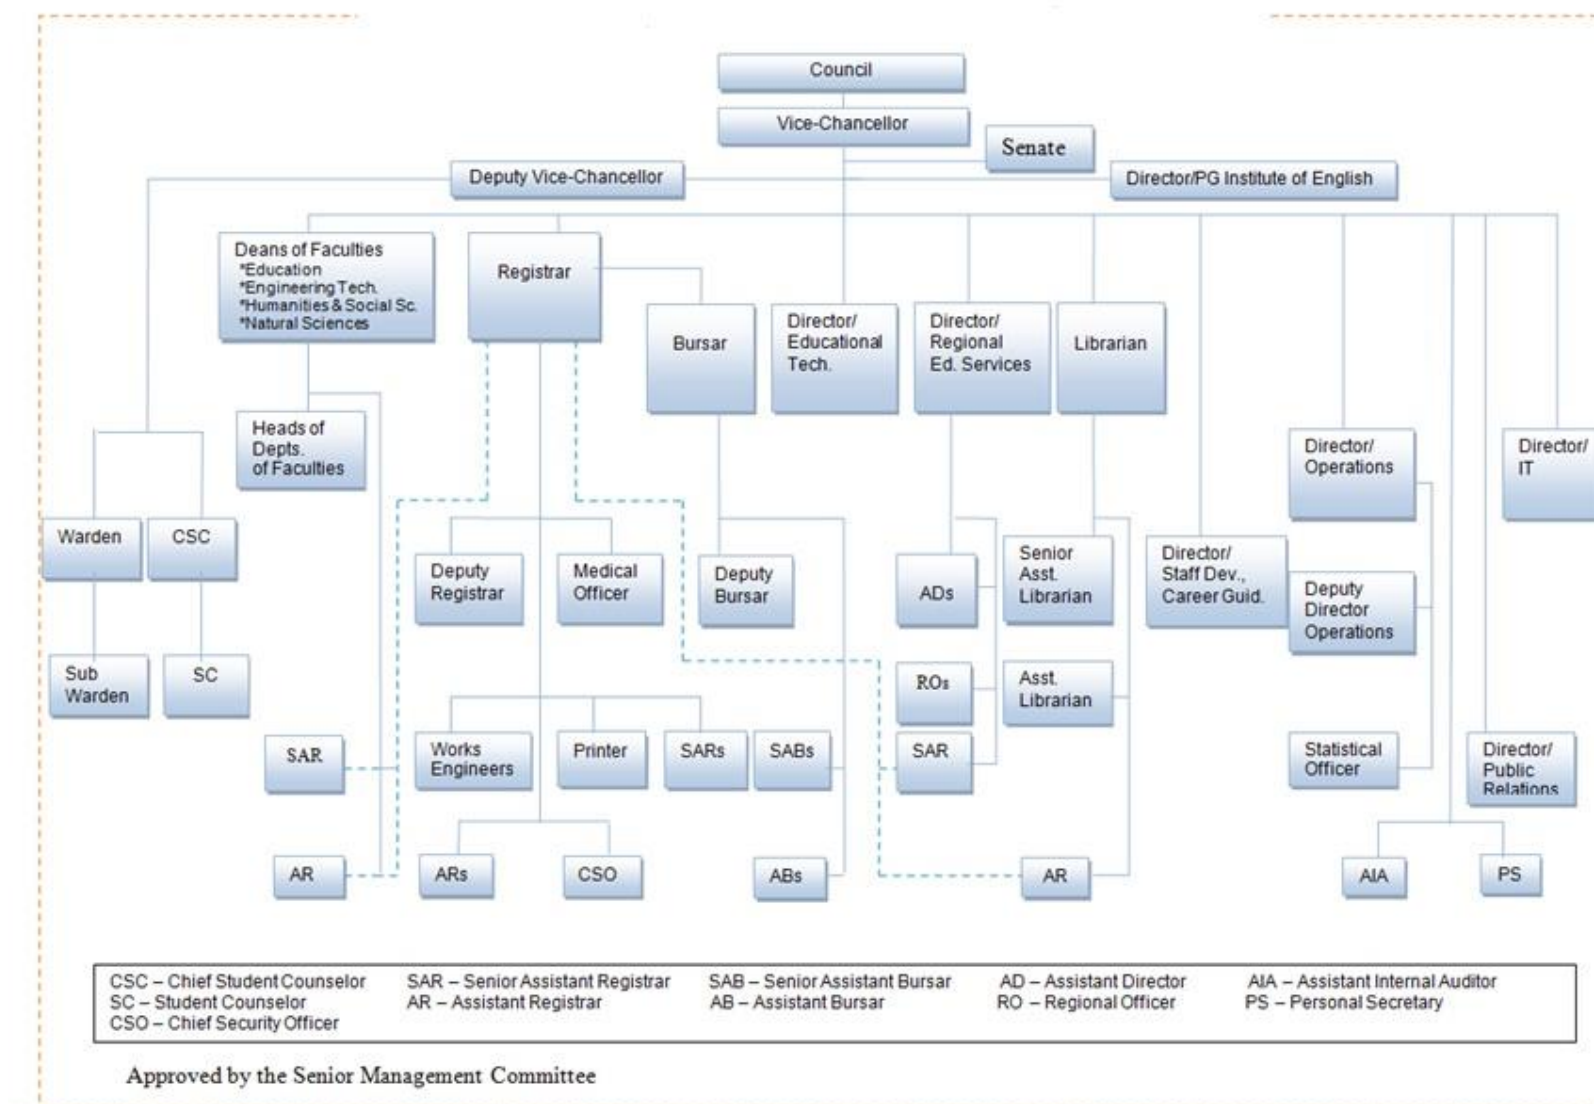 Council
Vice-Chancellor
Senate
Deputy Vice-Chancellor
Director/PG Institute of English
Deans of Faculties
*Education
*Engineering Tech.
*Humanities & Social Sc.
*Natural Sciences
Registrar
Bursar
Director/
Educational
Tech.
Director/
Regional
Ed. Services
Librarian
Heads of
Depts.
of Faculties
Director/
Operations
Director/
IT
Warden
CSC
Deputy
Registrar
Medical
Officer
Deputy
Bursar
ADs
Senior
Asst.
Librarian
Director/
Staff Dev.,
Career Guid.
Deputy
Director
Operations
Sub
Warden
SC
ROs
Asst.
Librarian
SAR
Works
Engineers
Printer
SARs
SABs
SAR
Statistical
Officer
Director/
Public
Relations
AR
ARs
CSO
ABs
AR
AIA
PS
CSC – Chief Student Counselor
SC – Student Counselor
CSO – Chief Security Officer
SAR – Senior Assistant Registrar
AR – Assistant Registrar
SAB – Senior Assistant Bursar
AB – Assistant Bursar
AD – Assistant Director
RO – Regional Officer
AIA – Assistant Internal Auditor
PS – Personal Secretary
Approved by the Senior Management Committee